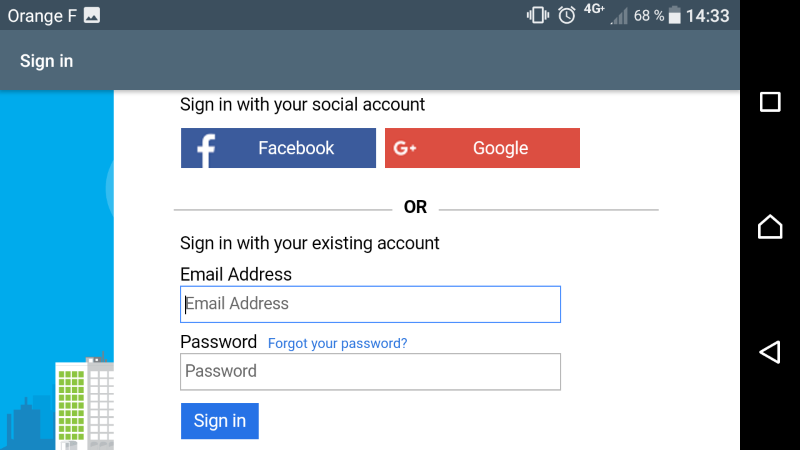 Orange F 4G+ 68 % 14:33
Sign in
Sign in with your social account
f Facebook G+ Google
OR
Sign in with your existing account
Email Address
Email Address
Password Forgot your password?
Password
Sign in